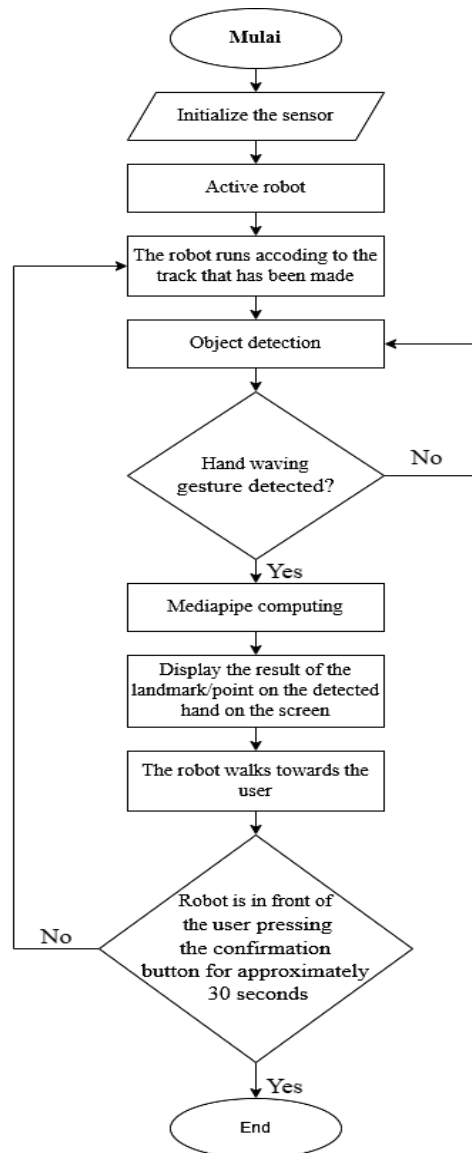 Mulai
Initialize the sensor
Active robot
The robot runs accoding to the
track that has been made
Object detection
Hand waving
gesture detected?
No
Yes
Mediapipe computing
Display the result of the
landmark/point on the detected
hand on the screen
The robot walks towards the
user
Robot is in front of
the user pressing
the confirmation
button for approximately
30 seconds
No
Yes
End